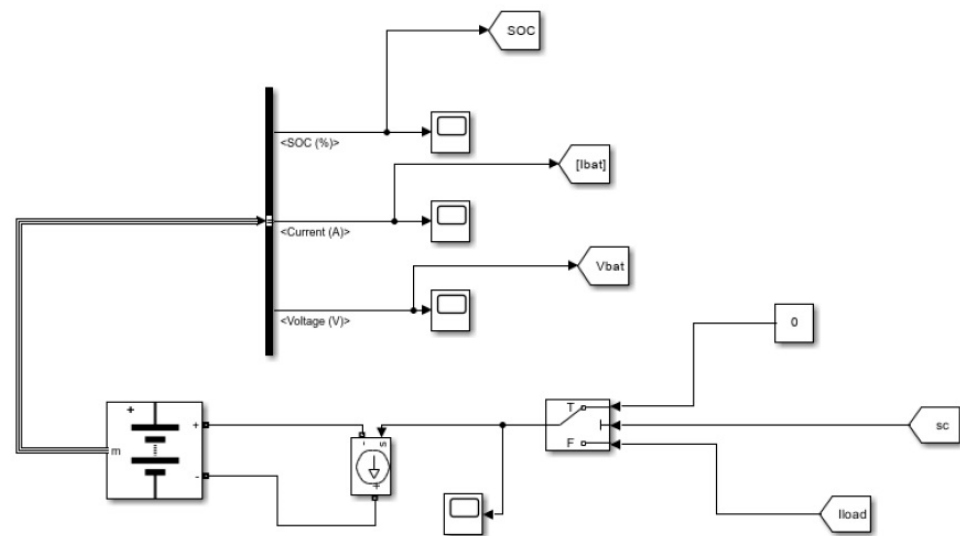 SOC
<SOC (%)>
[Ibat]
<Current (A)>
Vbat
<Voltage (V)>
0
+
m
+
-
-
s
+
T
F
sc
Iload